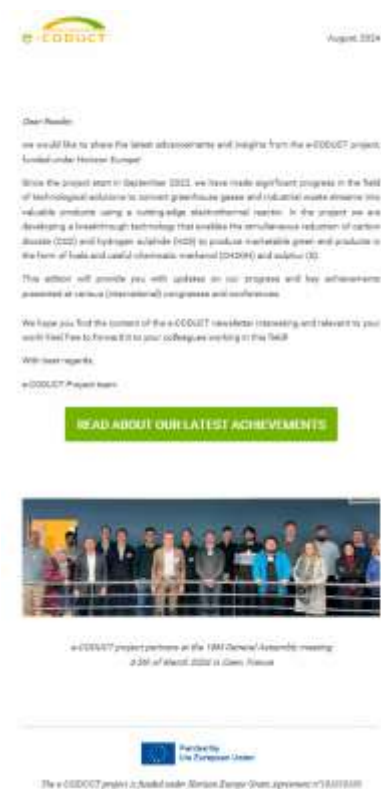 e-CODUCT
August 2024
Dear Reader,
we would like to share the latest advancements and insights from the e-CODUCT project,
funded under Horizon Europe!
Since the project start in September 2022, we have made significant progress in the field
of technological solutions to convert greenhouse gases and industrial waste streams into
valuable products using a cutting-edge electrothermal reactor. In the project we are
developing a breakthrough technology that enables the simultaneous reduction of carbon
dioxide (CO2) and hydrogen sulphide (H2S) to produce marketable green end products in
the form of fuels and useful chemicals: methanol (CH3OH) and sulphur (S).
This edition will provide you with updates on our progress and key achievements
presented at various (international) congresses and conferences.
We hope you find the content of the e-CODUCT newsletter interesting and relevant to your
work! Feel free to forward it to your colleagues working in this field!
With best regards,
e-CODUCT Project team
READ ABOUT OUR LATEST ACHIEVEMENTS
e-CODUCT project partners at the General Assembly meeting
of March 2024 in Caen, France
Funded by
the European Union
The e-CODUCT project is funded under Horizon Europe Grant agreement